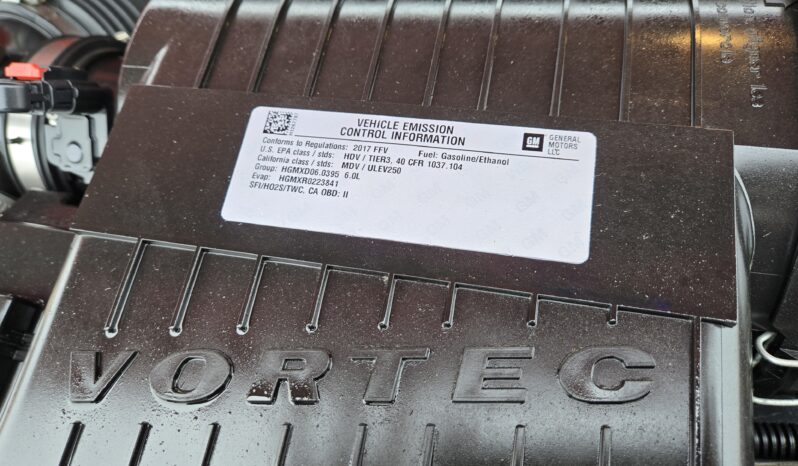 VEHICLE EMISSION
CONTROL INFORMATION
GM
GENERAL
MOTORS
LLC
Conforms to Regulations: 2017 FFV Fuel: Gasoline/Ethanol
U.S. EPA class / stds: HDV / TIER3, 40 CFR 1037.104
California class / stds: MDV / ULEV250
Group: HGMXD06.0395 6.0L
Evap: HGMXR0223841
SFI/HO2S/TWC, CA OBD: II
VORTEC